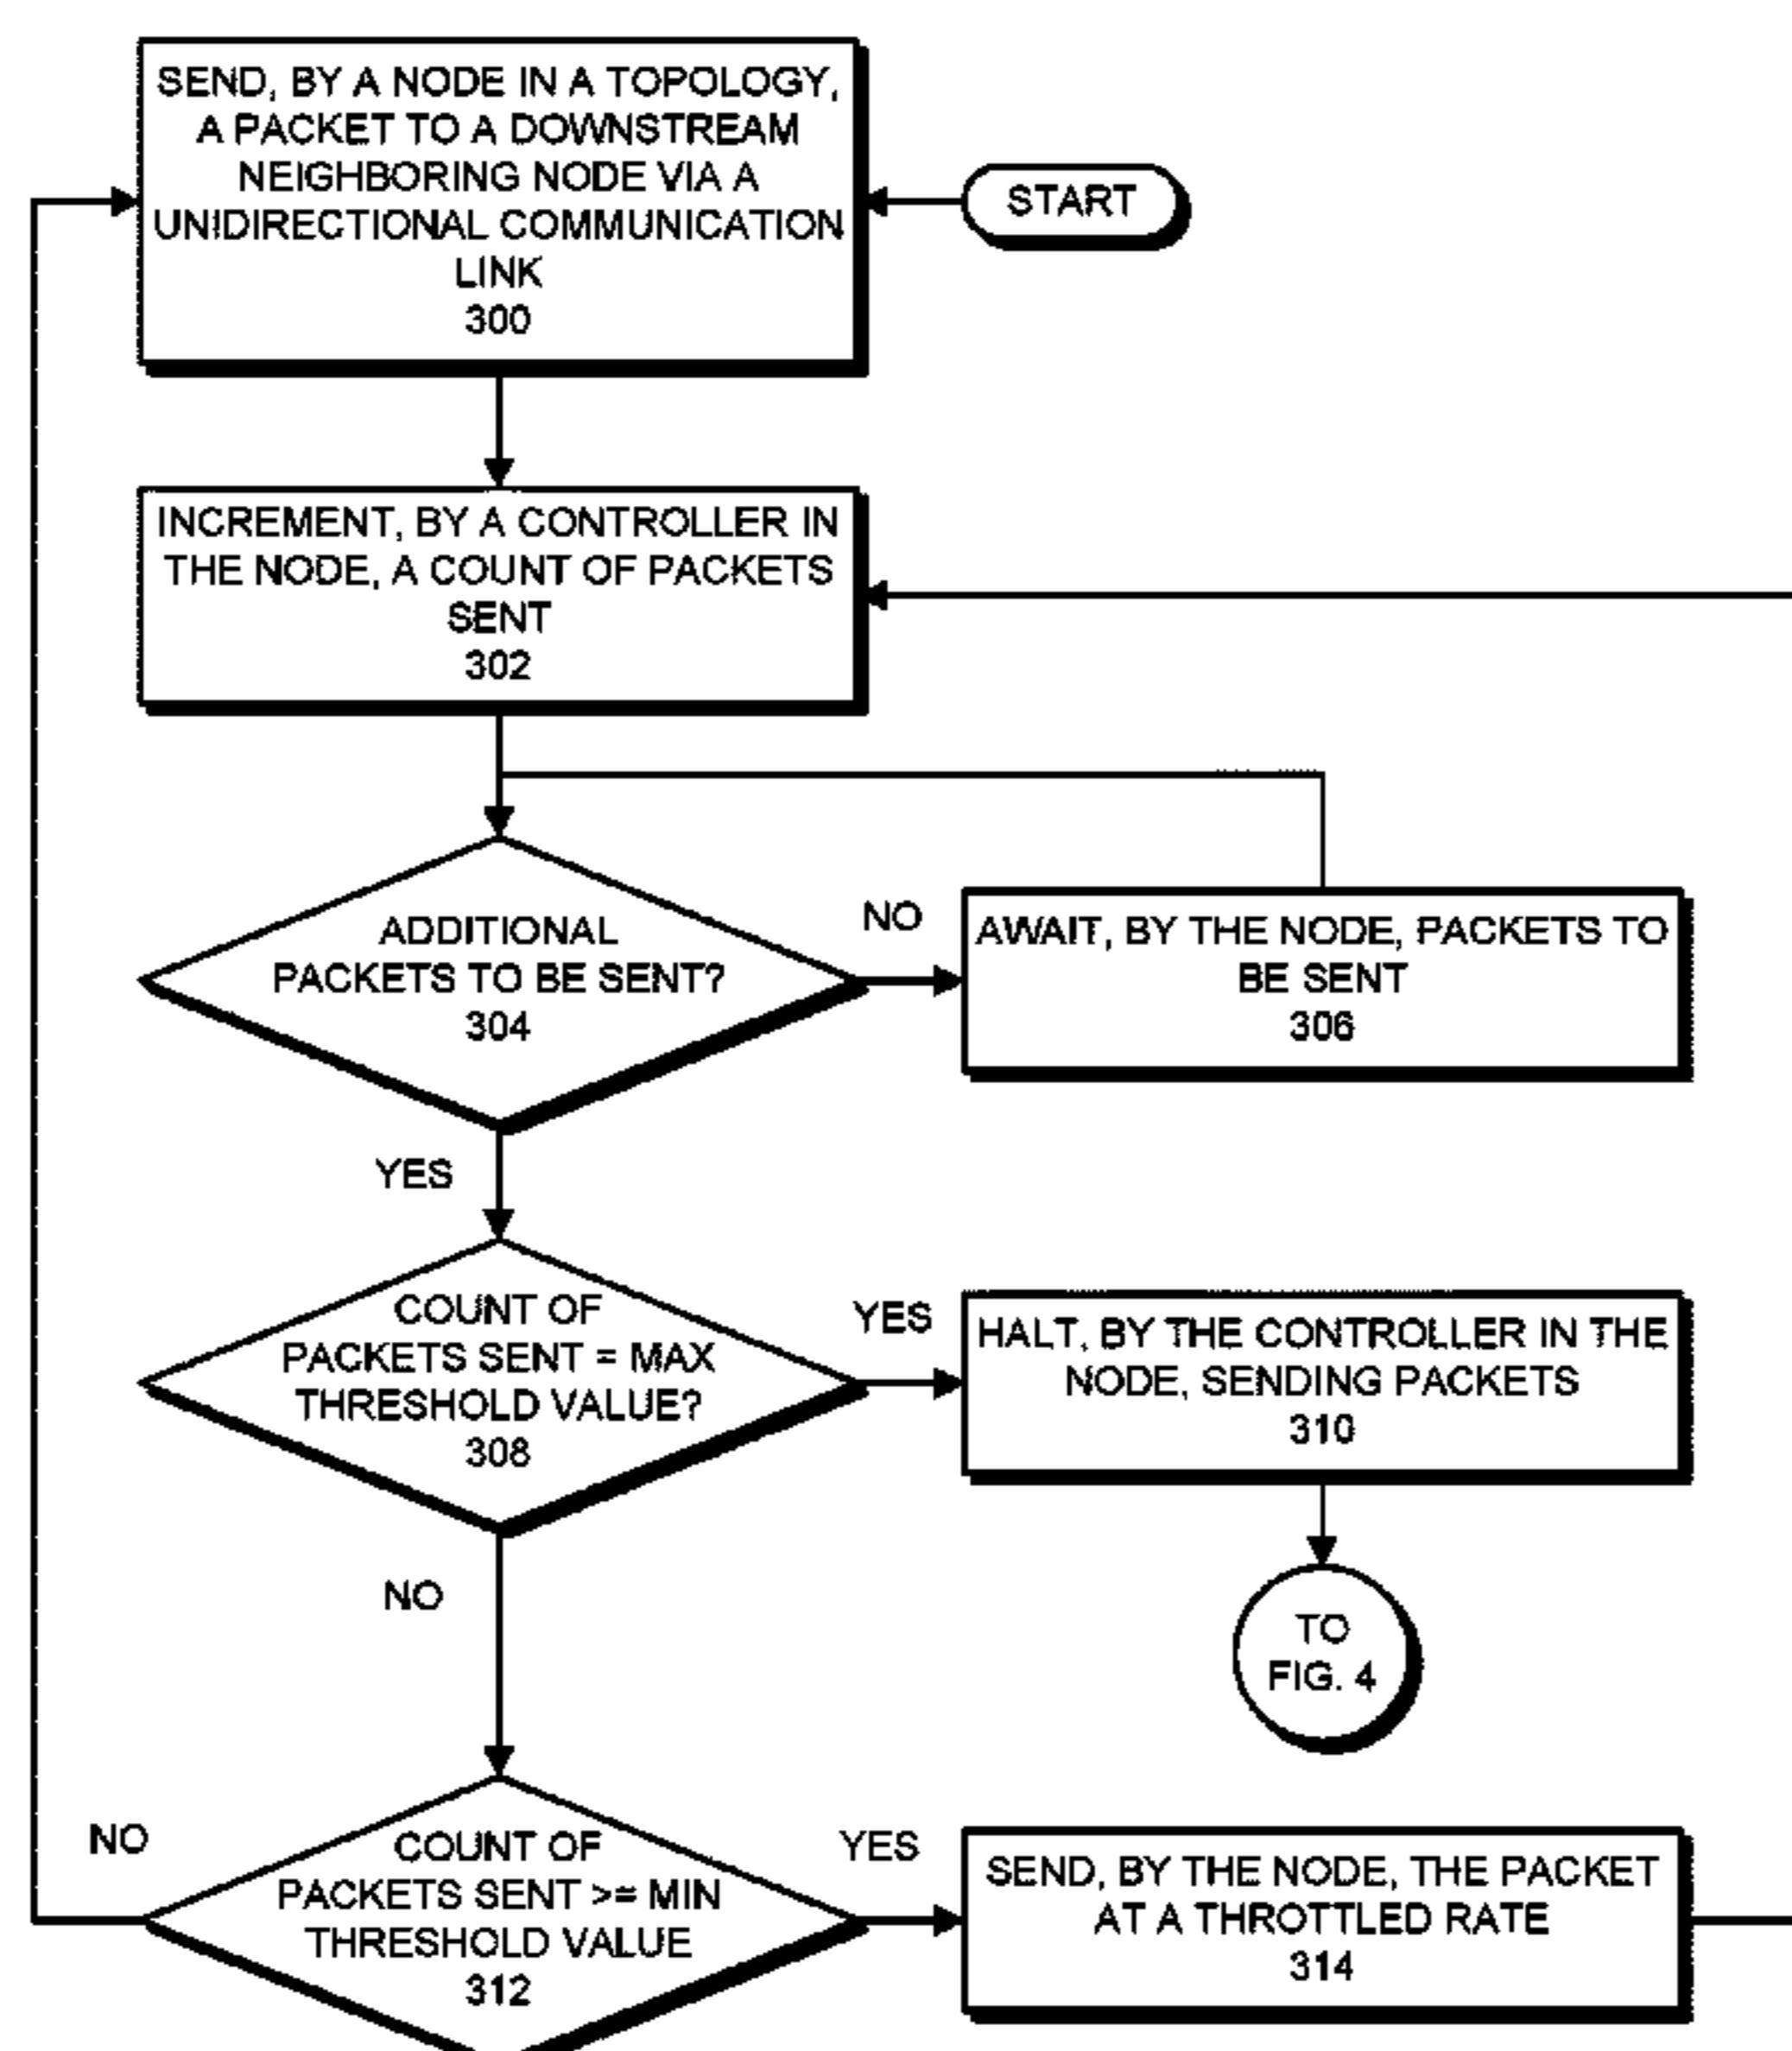 SEND, BY A NODE IN A TOPOLOGY,
A PACKET TO A DOWNSTREAM
NEIGHBORING NODE VIA A
UNIDIRECTIONAL COMMUNICATION
LINK
300
START
INCREMENT, BY A CONTROLLER IN
THE NODE, A COUNT OF PACKETS
SENT
302
ADDITIONAL
PACKETS TO BE SENT?
304
NO
AWAIT, BY THE NODE, PACKETS TO
BE SENT
306
YES
COUNT OF
PACKETS SENT = MAX
THRESHOLD VALUE?
308
YES
HALT, BY THE CONTROLLER IN THE
NODE, SENDING PACKETS
310
NO
TO
FIG. 4
NO
COUNT OF
PACKETS SENT >= MIN
THRESHOLD VALUE
312
YES
SEND, BY THE NODE, THE PACKET
AT A THROTTLED RATE
314